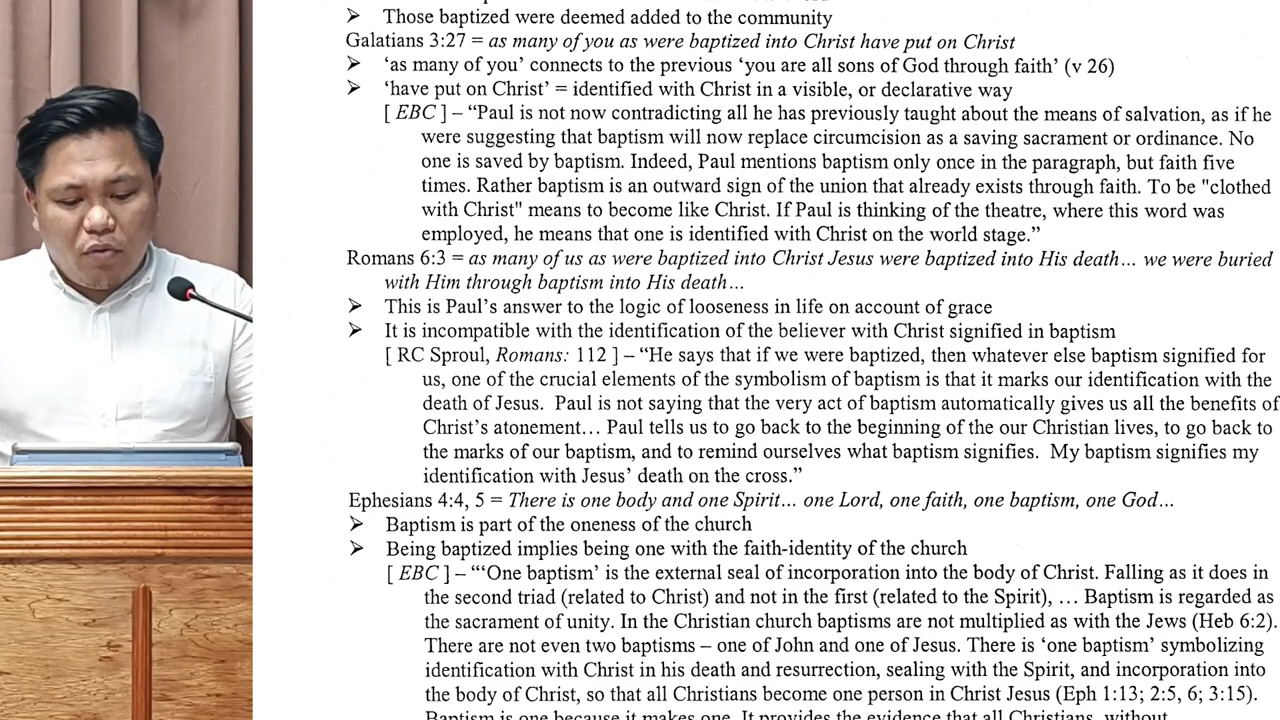 ➢ Those baptized were deemed added to the community
Galatians 3:27 = as many of you as were baptized into Christ have put on Christ
➢ ‘as many of you’ connects to the previous ‘you are all sons of God through faith’ (v 26)
➢ ‘have put on Christ’ = identified with Christ in a visible, or declarative way
[ EBC ] – “Paul is not now contradicting all he has previously taught about the means of salvation, as if he
were suggesting that baptism will now replace circumcision as a saving sacrament or ordinance. No
one is saved by baptism. Indeed, Paul mentions baptism only once in the paragraph, but faith five
times. Rather baptism is an outward sign of the union that already exists through faith. To be "clothed
with Christ" means to become like Christ. If Paul is thinking of the theatre, where this word was
employed, he means that one is identified with Christ on the world stage.”
Romans 6:3 = as many of us as were baptized into Christ Jesus were baptized into His death… we were buried
with Him through baptism into His death…
➢ This is Paul’s answer to the logic of looseness in life on account of grace
➢ It is incompatible with the identification of the believer with Christ signified in baptism
[ RC Sproul, Romans: 112 ] – “He says that if we were baptized, then whatever else baptism signified for
us, one of the crucial elements of the symbolism of baptism is that it marks our identification with the
death of Jesus. Paul is not saying that the very act of baptism automatically gives us all the benefits of
Christ’s atonement… Paul tells us to go back to the beginning of the our Christian lives, to go back to
the marks of our baptism, and to remind ourselves what baptism signifies. My baptism signifies my
identification with Jesus’ death on the cross.”
Ephesians 4:4, 5 = There is one body and one Spirit… one Lord, one faith, one baptism, one God…
➢ Baptism is part of the oneness of the church
➢ Being baptized implies being one with the faith-identity of the church
[ EBC ] – “‘One baptism’ is the external seal of incorporation into the body of Christ. Falling as it does in
the second triad (related to Christ) and not in the first (related to the Spirit), … Baptism is regarded as
the sacrament of unity. In the Christian church baptisms are not multiplied as with the Jews (Heb 6:2).
There are not even two baptisms – one of John and one of Jesus. There is ‘one baptism’ symbolizing
identification with Christ in his death and resurrection, sealing with the Spirit, and incorporation into
the body of Christ, so that all Christians become one person in Christ Jesus (Eph 1:13; 2:5, 6; 3:15).
Baptism is one because it makes one. It provides the evidence that all Christians, without